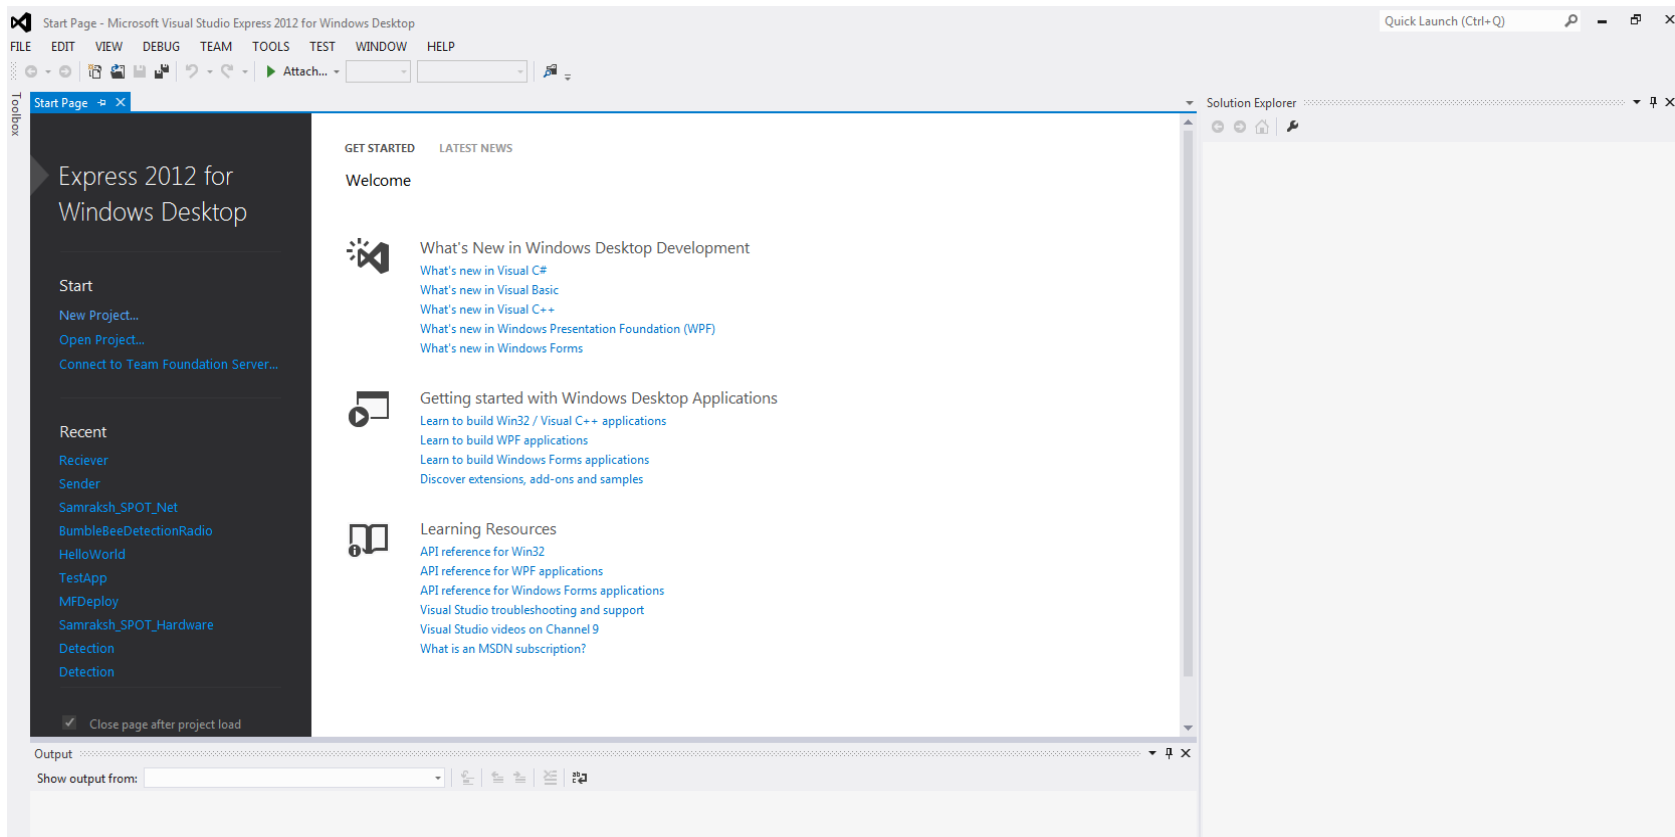 Start Page - Microsoft Visual Studio Express 2012 for Windows Desktop
Quick Launch (Ctrl+Q)
FILE EDIT VIEW DEBUG TEAM TOOLS TEST WINDOW HELP
Attach...
Toolbox
Start Page
Express 2012 for
Windows Desktop
Start
New Project...
Open Project...
Connect to Team Foundation Server...
Recent
Reciever
Sender
Samraksh_SPOT_Net
BumbleBeeDetectionRadio
HelloWorld
TestApp
MFDeploy
Samraksh_SPOT_Hardware
Detection
Detection
Close page after project load
GET STARTED LATEST NEWS
Welcome
What's New in Windows Desktop Development
What's new in Visual C#
What's new in Visual Basic
What's new in Visual C++
What's new in Windows Presentation Foundation (WPF)
What's new in Windows Forms
Getting started with Windows Desktop Applications
Learn to build Win32 / Visual C++ applications
Learn to build WPF applications
Learn to build Windows Forms applications
Discover extensions, add-ons and samples
Learning Resources
API reference for Win32
API reference for WPF applications
API reference for Windows Forms applications
Visual Studio troubleshooting and support
Visual Studio videos on Channel 9
What is an MSDN subscription?
Solution Explorer
Output
Show output from: